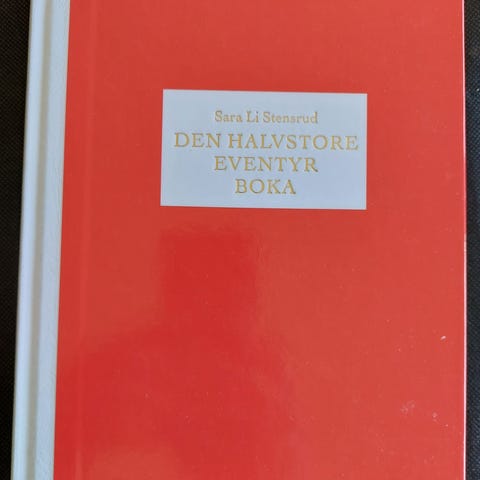 Sara Li Stensrud
DEN HALVSTORE
EVENTYR
BOKA